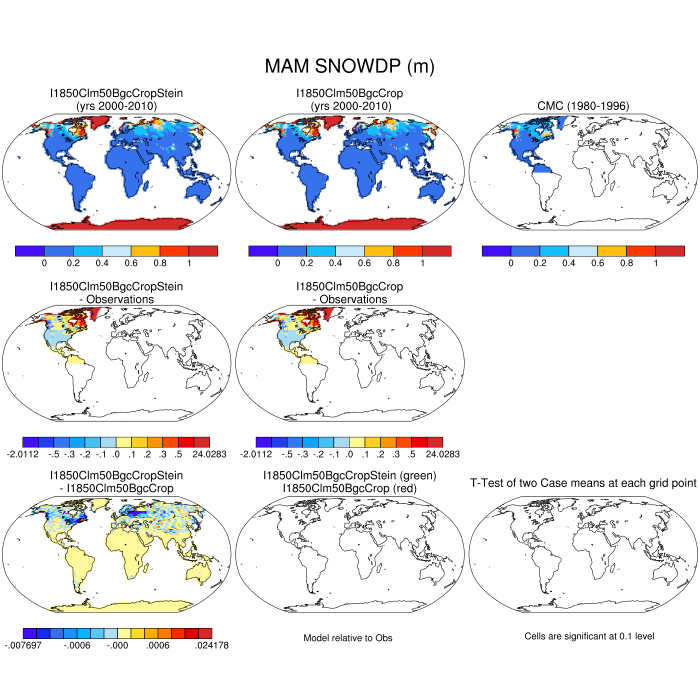 MAM SNOWDP (m)
I1850Clm50BgcCropStein
(yrs 2000-2010)
I1850Clm50BgcCrop
(yrs 2000-2010)
CMC (1980-1996)
0 0.2 0.4 0.6 0.8 1
0 0.2 0.4 0.6 0.8 1
0 0.2 0.4 0.6 0.8 1
I1850Clm50BgcCropStein
- Observations
I1850Clm50BgcCrop
- Observations
-2.0112 -.5 -.3 -.2 -.1 .0 .1 .2 .3 .5 24.0283
-2.0112 -.5 -.3 -.2 -.1 .0 .1 .2 .3 .5 24.0283
I1850Clm50BgcCropStein
- I1850Clm50BgcCrop
I1850Clm50BgcCropStein (green)
I1850Clm50BgcCrop (red)
T-Test of two Case means at each grid point
-.007697 -.0006 -.000 .0006 .024178
Model relative to Obs
Cells are significant at 0.1 level